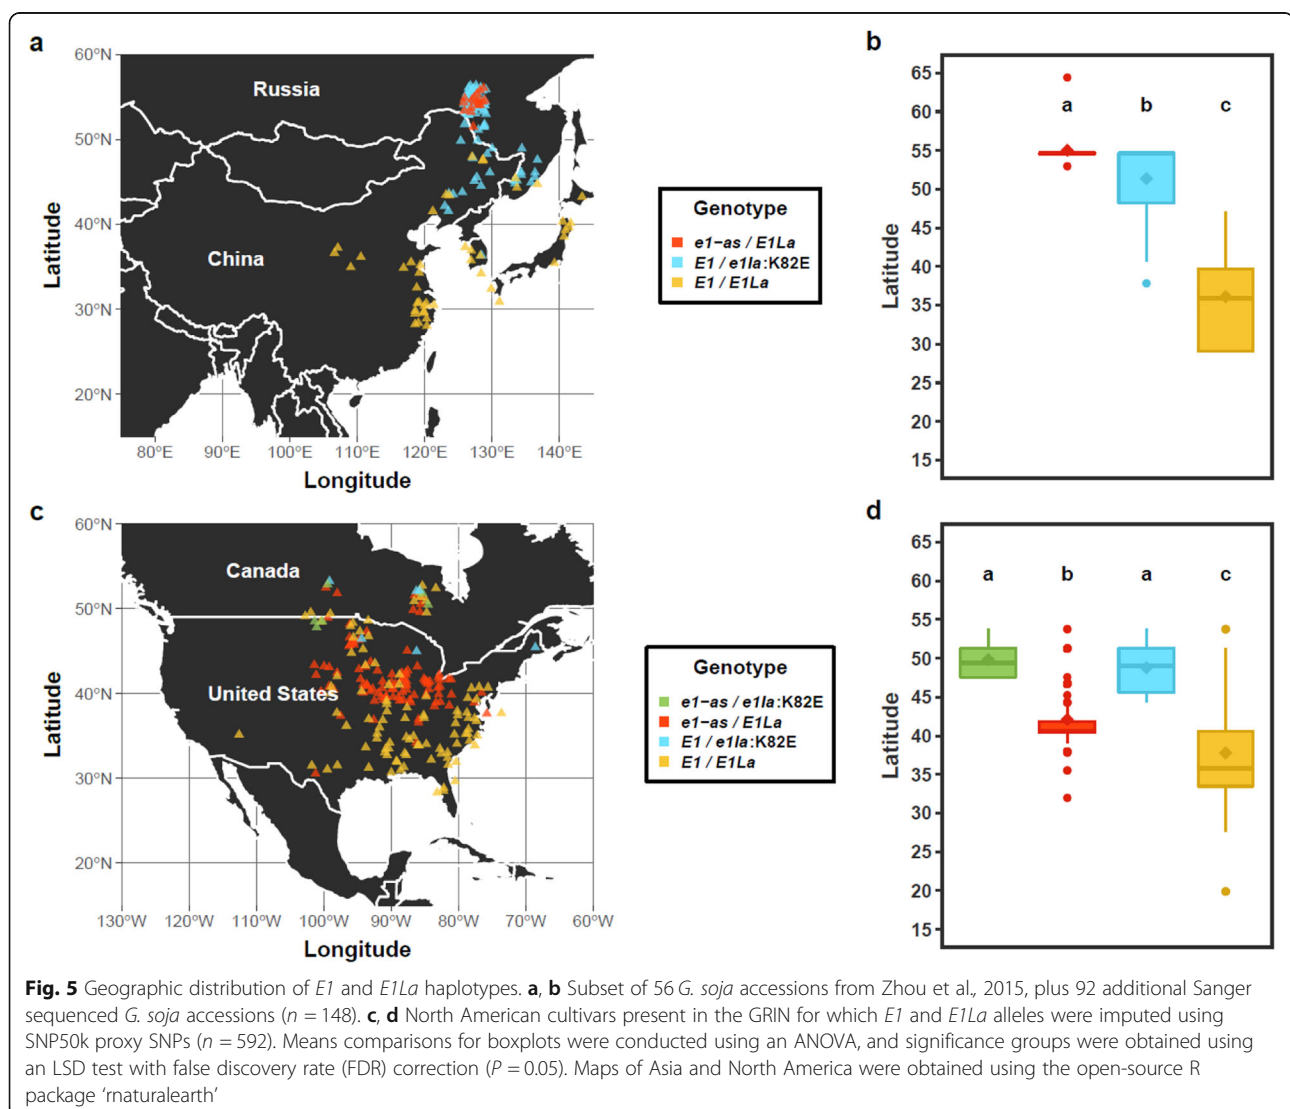 a
60°N
50°N
40°N
30°N
20°N
Latitude
Russia
China
80°E 90°E 100°E 110°E 120°E 130°E 140°E
Longitude
Genotype
e1-as / E1La
E1 / e1la:K82E
E1 / E1La
b
65
60
55
50
45
40
35
30
25
20
15
Latitude
a b c
c
60°N
50°N
40°N
30°N
20°N
Latitude
Canada
United States
130°W 120°W 110°W 100°W 90°W 80°W 70°W 60°W
Longitude
Genotype
e1-as / e1la:K82E
e1-as / E1La
E1 / e1la:K82E
E1 / E1La
d
65
60
55
50
45
40
35
30
25
20
15
Latitude
a b a c
Fig. 5 Geographic distribution of E1 and E1La haplotypes. a, b Subset of 56 G. soja accessions from Zhou et al., 2015, plus 92 additional Sanger
sequenced G. soja accessions (n = 148). c, d North American cultivars present in the GRIN for which E1 and E1La alleles were imputed using
SNP50k proxy SNPs (n = 592). Means comparisons for boxplots were conducted using an ANOVA, and significance groups were obtained using
an LSD test with false discovery rate (FDR) correction (P = 0.05). Maps of Asia and North America were obtained using the open-source R
package ‘rnaturalearth’